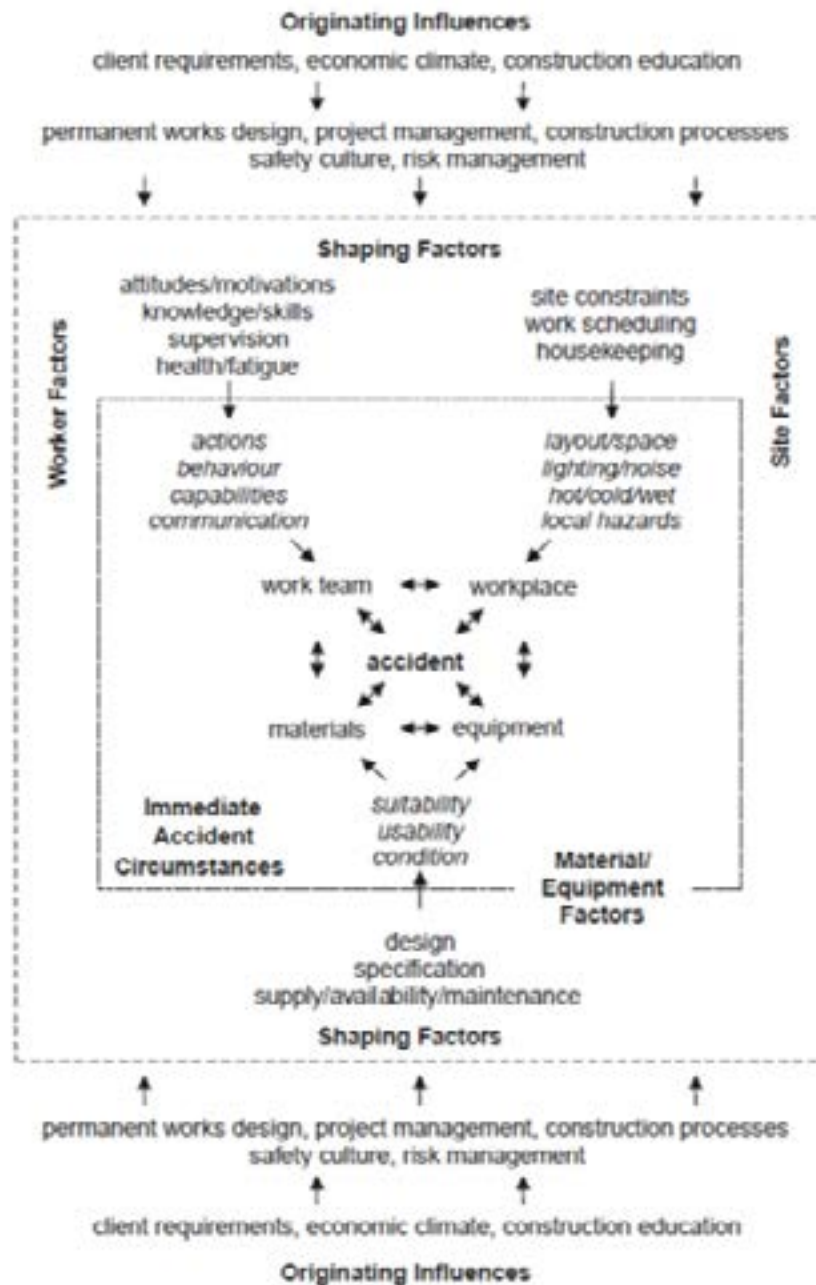 Originating Influences
client requirements, economic climate, construction education
permanent works design, project management, construction processes
safety culture, risk management
Shaping Factors
attitudes/motivations
knowledge/skills
supervision
health/fatigue
site constraints
work scheduling
housekeeping
Worker Factors
Site Factors
actions
behaviour
capabilities
communication
layout/space
lighting/noise
hot/cold/wet
local hazards
work team
workplace
accident
materials
equipment
suitability
usability
condition
Immediate
Accident
Circumstances
Material/
Equipment
Factors
design
specification
supply/availability/maintenance
Shaping Factors
permanent works design, project management, construction processes
safety culture, risk management
client requirements, economic climate, construction education
Originating Influences